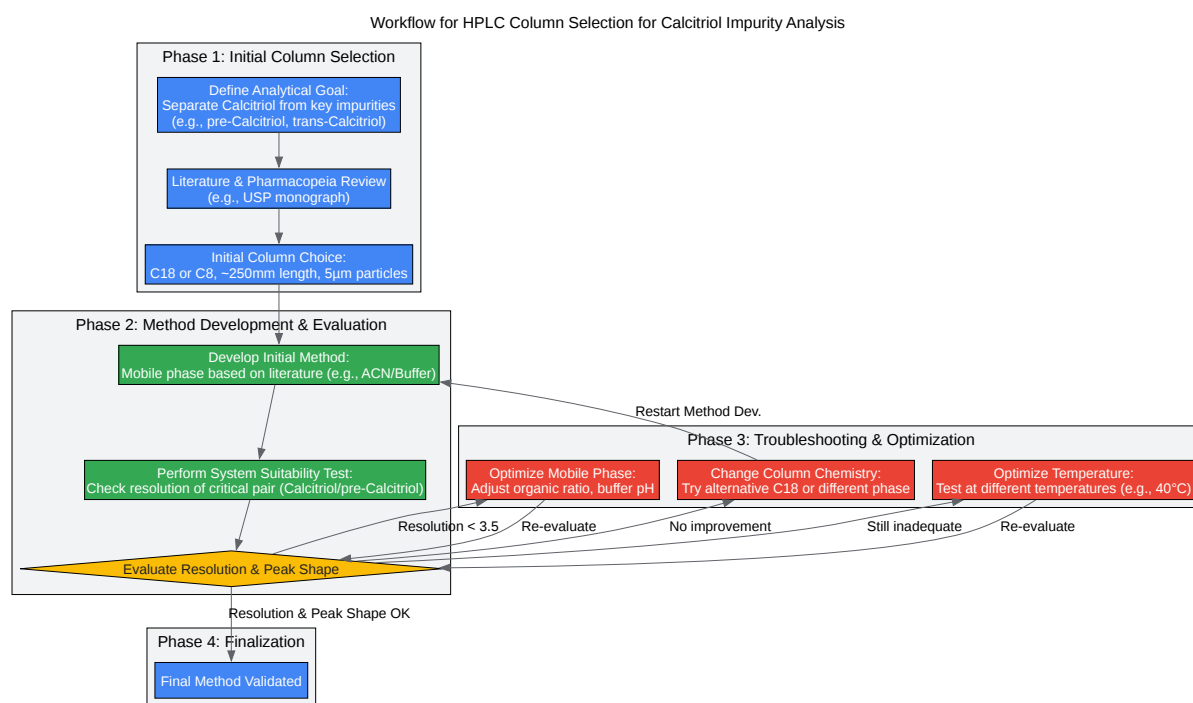 Workflow for HPLC Column Selection for Calcitriol Impurity Analysis
Phase 1: Initial Column Selection
Define Analytical Goal:
Separate Calcitriol from key impurities
(e.g., pre-Calcitriol, trans-Calcitriol)
Literature & Pharmacopeia Review
(e.g., USP monograph)
Initial Column Choice:
C18 or C8, ~250mm length, 5µm particles
Phase 2: Method Development & Evaluation
Develop Initial Method:
Mobile phase based on literature (e.g., ACN/Buffer)
Restart Method Dev.
Phase 3: Troubleshooting & Optimization
Perform System Suitability Test:
Check resolution of critical pair (Calcitriol/pre-Calcitriol)
Optimize Mobile Phase:
Adjust organic ratio, buffer pH
Change Column Chemistry:
Try alternative C18 or different phase
Optimize Temperature:
Test at different temperatures (e.g., 40°C)
Resolution < 3.5
Re-evaluate
No improvement
Still inadequate
Re-evaluate
Evaluate Resolution & Peak Shape
Resolution & Peak Shape OK
Phase 4: Finalization
Final Method Validated